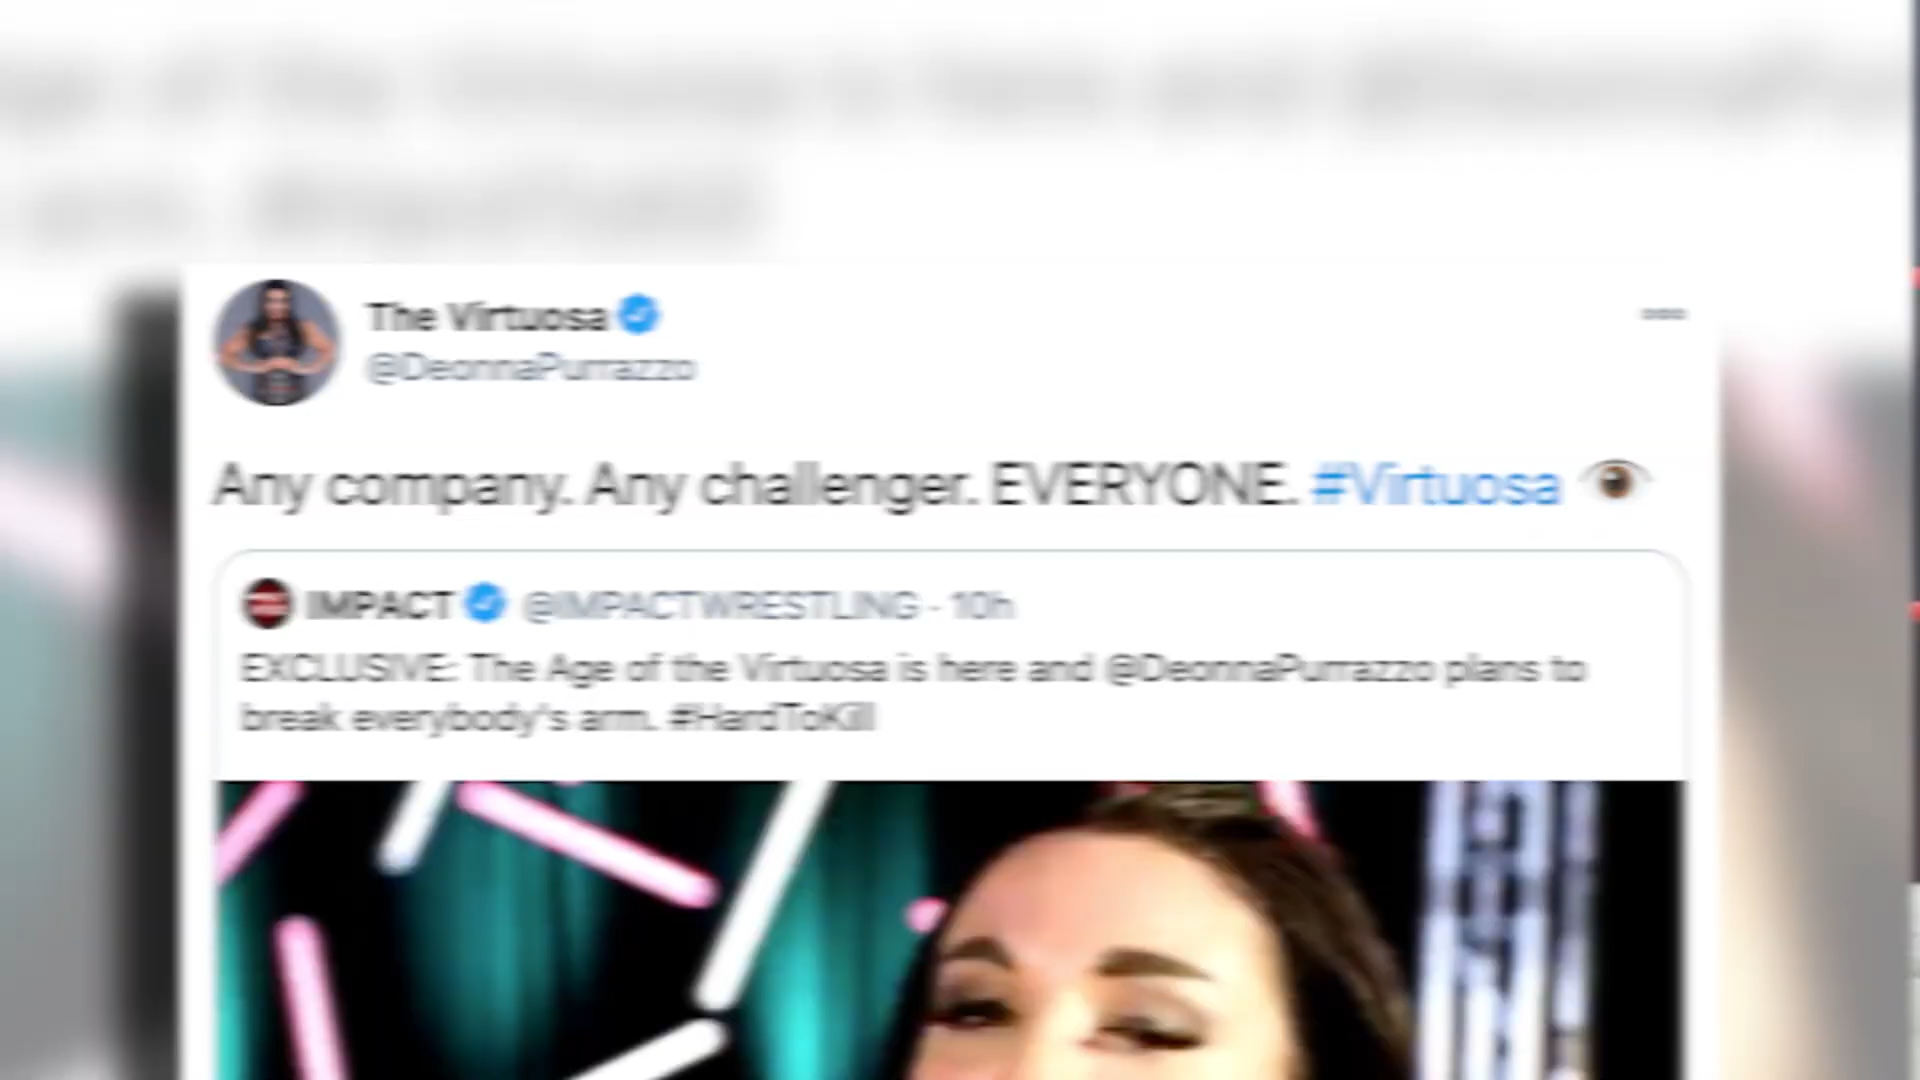 The Virtuosa
@DeonnaPurrazzo
Any company. Any challenger. EVERYONE. #Virtuosa
IMPACT @IMPACTWRESTLING · 10h
EXCLUSIVE: The Age of the Virtuosa is here and @DeonnaPurrazzo plans to
break everybody's arm. #HardToKill